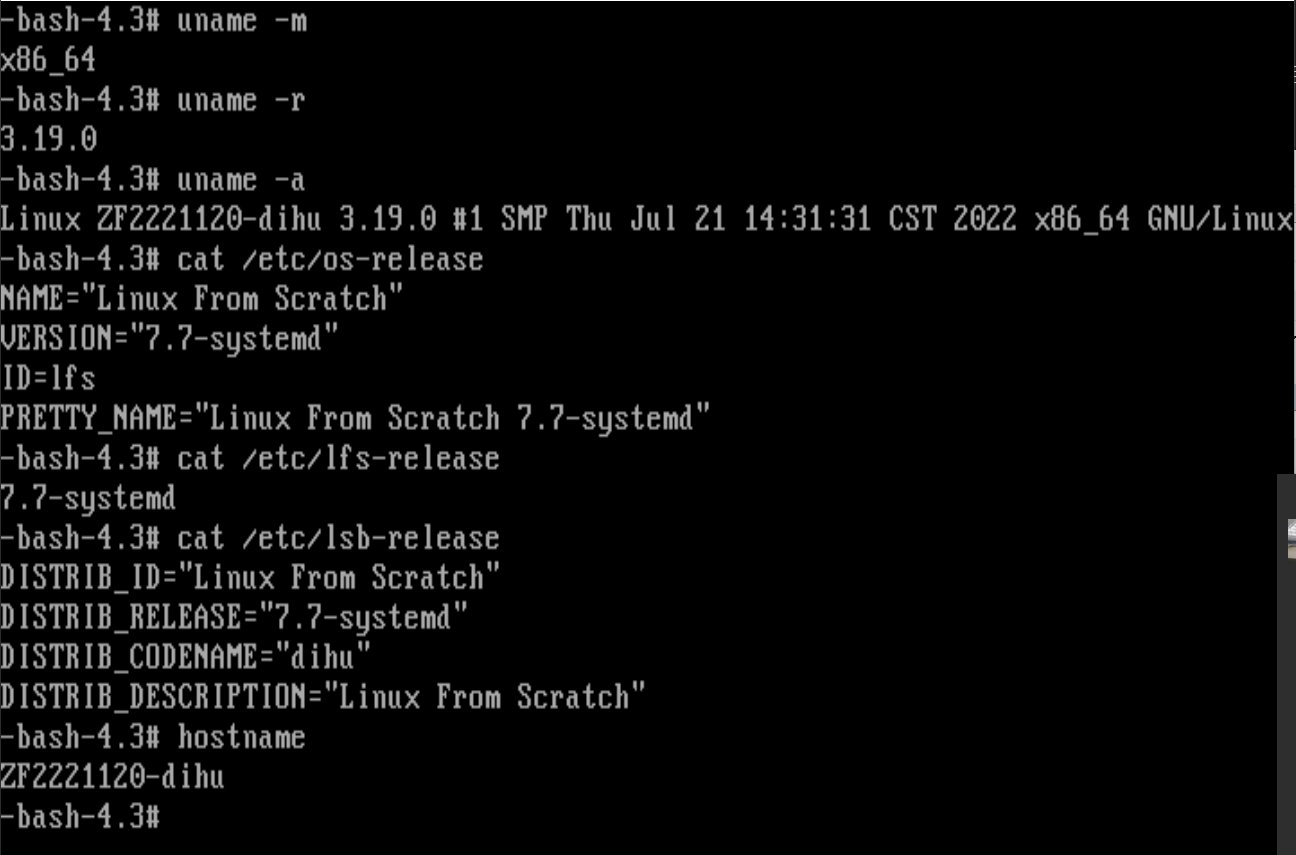 -bash-4.3# uname -m
x86_64
-bash-4.3# uname -r
3.19.0
-bash-4.3# uname -a
Linux ZF2221120-dihu 3.19.0 #1 SMP Thu Jul 21 14:31:31 CST 2022 x86_64 GNU/Linux
-bash-4.3# cat /etc/os-release
NAME="Linux From Scratch"
VERSION="7.7-systemd"
ID=lfs
PRETTY_NAME="Linux From Scratch 7.7-systemd"
-bash-4.3# cat /etc/lfs-release
7.7-systemd
-bash-4.3# cat /etc/lsb-release
DISTRIB_ID="Linux From Scratch"
DISTRIB_RELEASE="7.7-systemd"
DISTRIB_CODENAME="dihu"
DISTRIB_DESCRIPTION="Linux From Scratch"
-bash-4.3# hostname
ZF2221120-dihu
-bash-4.3#